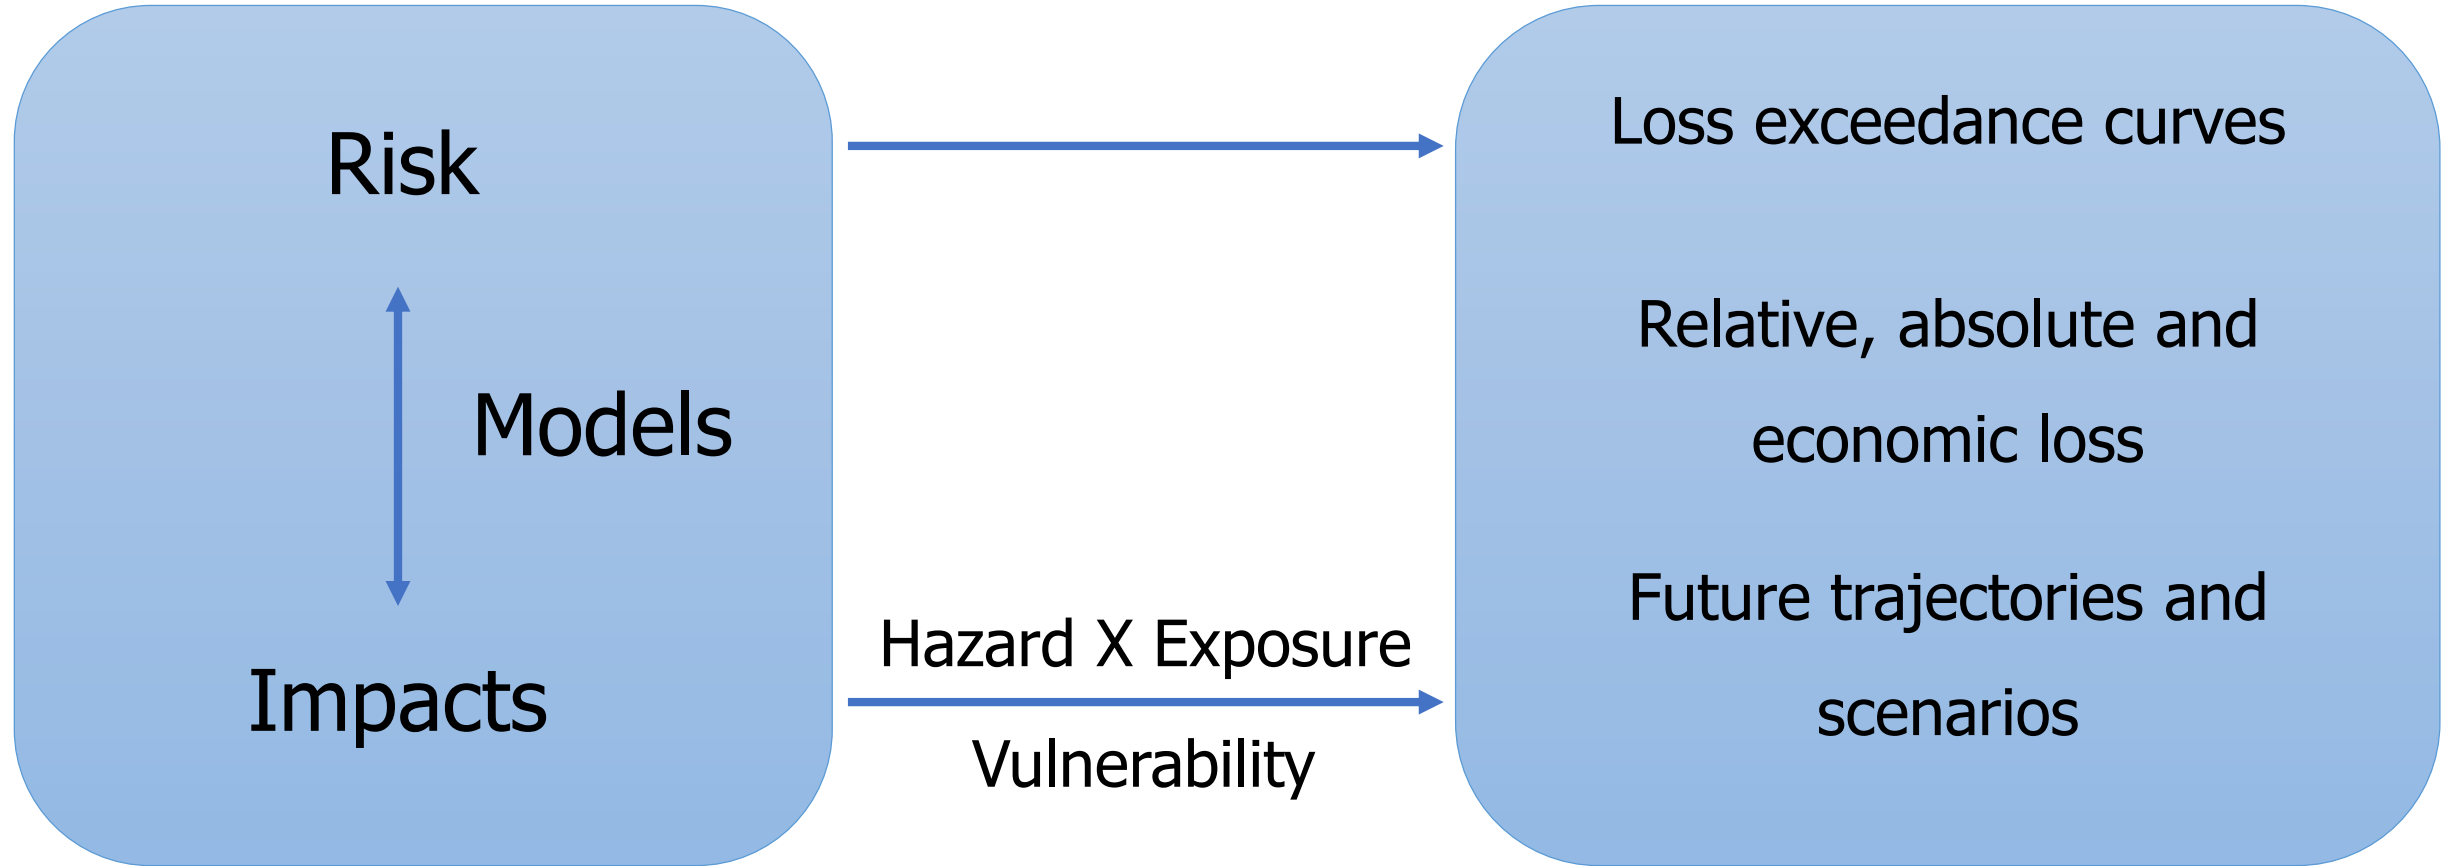 Risk
Models
Impacts
Hazard X Exposure
Vulnerability
Loss exceedance curves
Relative, absolute and
economic loss
Future trajectories and
scenarios